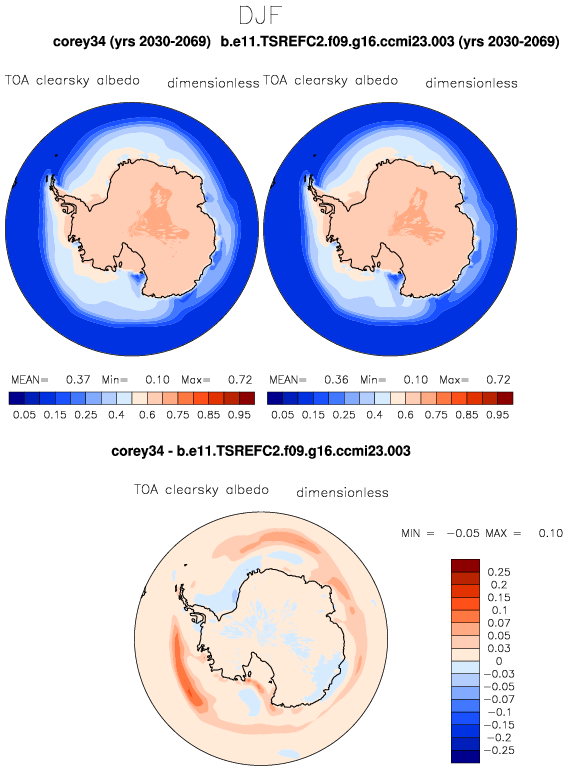 DJF
corey34 (yrs 2030-2069) b.e11.TSREFC2.f09.g16.ccmi23.003 (yrs 2030-2069)
TOA clearsky albedo dimensionless TOA clearsky albedo dimensionless
MEAN= 0.37 Min= 0.10 Max= 0.72 MEAN= 0.36 Min= 0.10 Max= 0.72
0.05 0.15 0.25 0.4 0.6 0.75 0.85 0.95 0.05 0.15 0.25 0.4 0.6 0.75 0.85 0.95
corey34 - b.e11.TSREFC2.f09.g16.ccmi23.003
TOA clearsky albedo dimensionless
MIN = -0.05 MAX = 0.10
0.25
0.2
0.15
0.1
0.07
0.05
0.03
0
-0.03
-0.05
-0.07
-0.1
-0.15
-0.2
-0.25